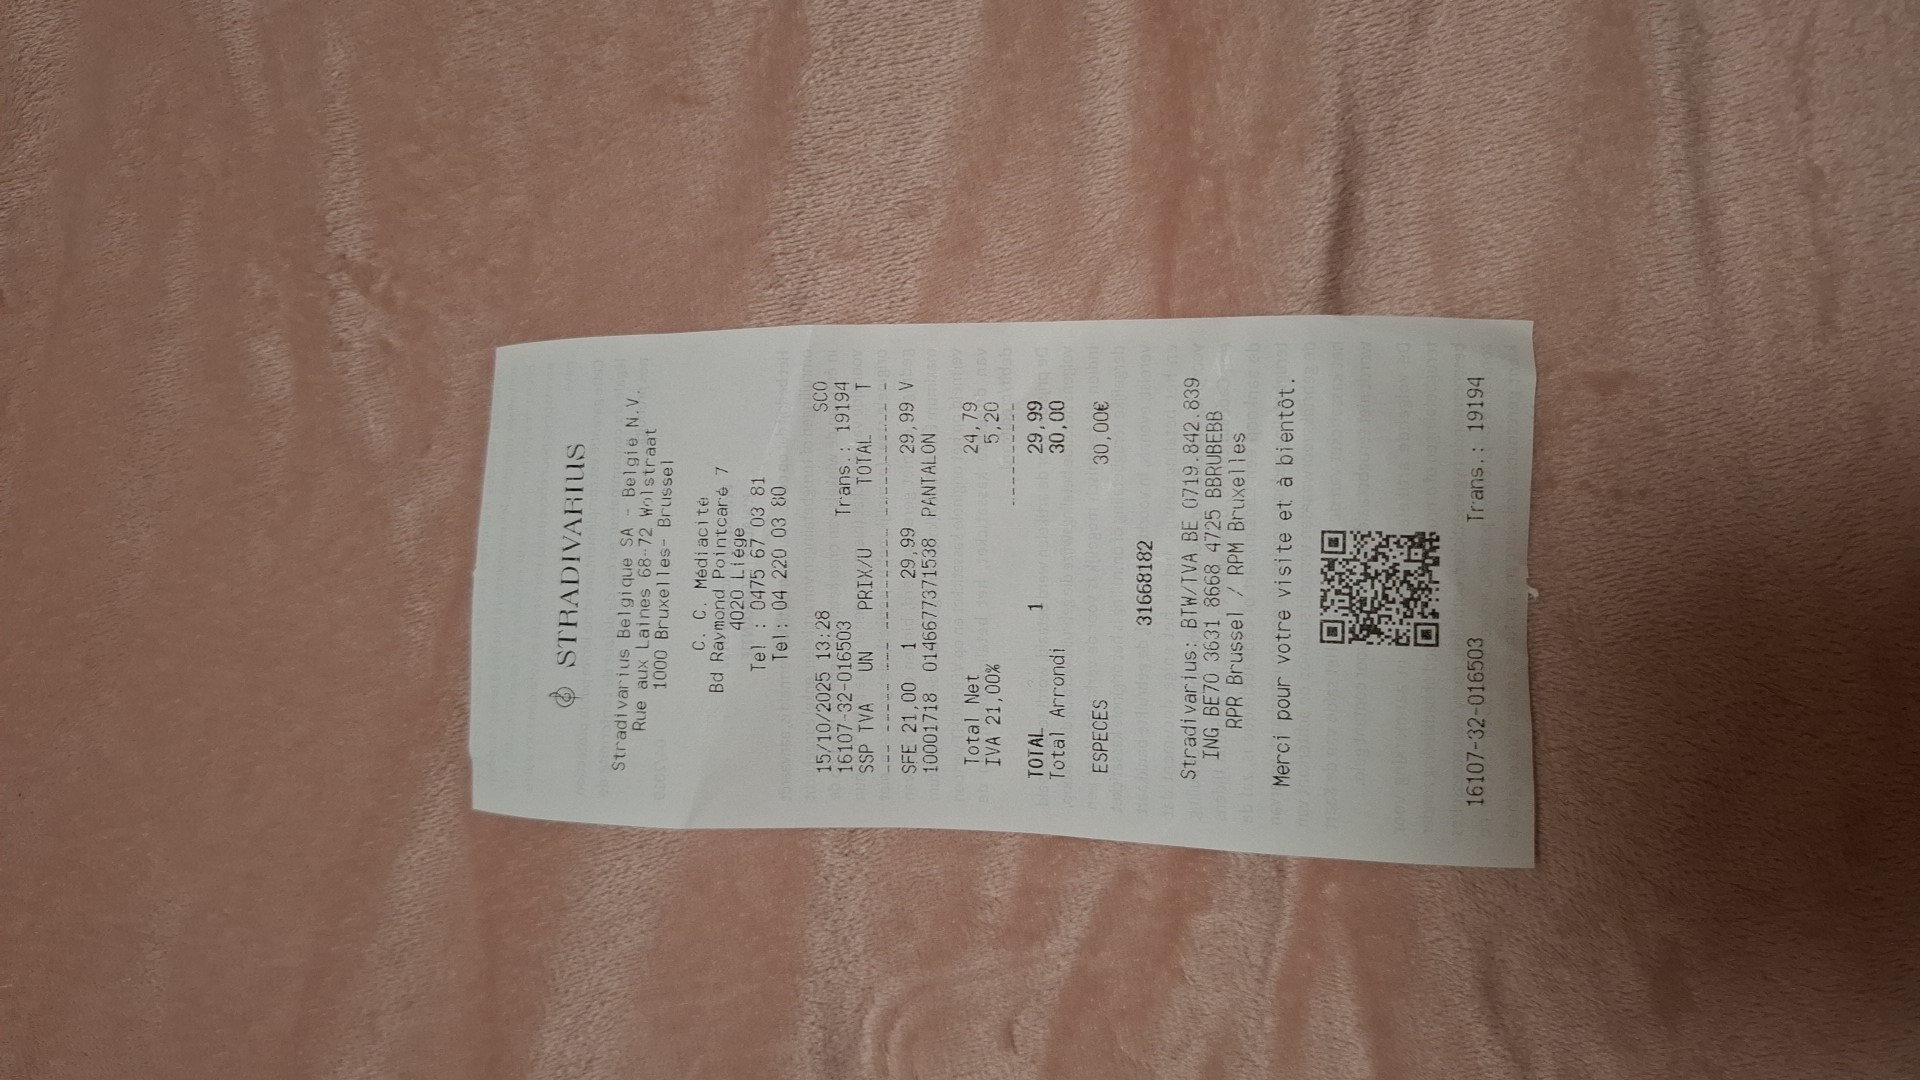 STRADIVARIUS
Stradivarius Belgique SA - Belgie N.V.
Rue aux Laines 68-72 Wolstraat
1000 Bruxelles- Brussel
C. C. Médiacité
Bd Raymond Pointcaré 7
4020 Liége
Tel : 0475 67 03 81
Tel: 04 220 03 80
15/10/2025 13:28 SCO
16107-32-016503 Trans.: 19194
SSP TVA UN PRIX/U TOTAL T
SFE 21,00 1 29,99 29,99 V
10001718 0146677371538 PANTALON
Total Net 24,79
IVA 21,00% 5,20
TOTAL 1 29,99
Total Arrondi 30,00
ESPECES 30,00€
31668182
Stradivarius: BTW/TVA BE 0719.842.839
ING BE70 3631 8668 4725 BBRUBEBB
RPR Brussel / RPM Bruxelles
Merci pour votre visite et à bientôt.
16107-32-016503 Trans.: 19194